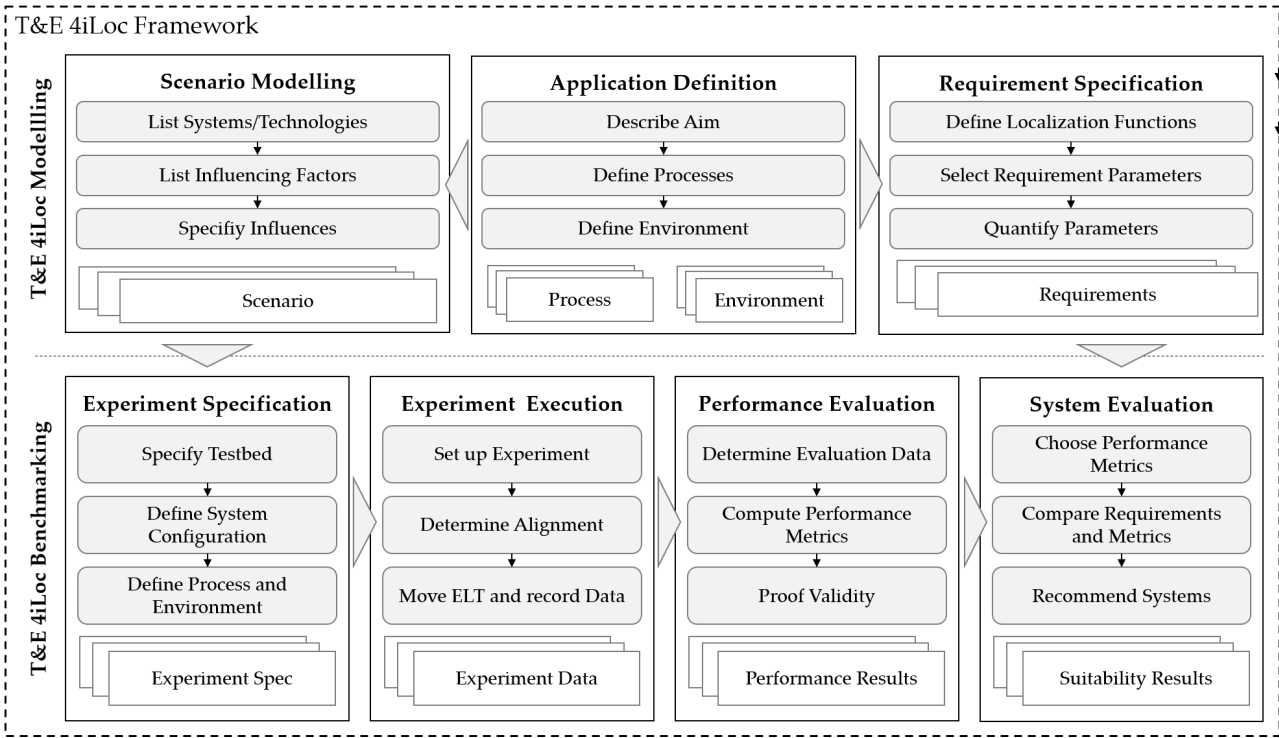 T&E 4iLoc Framework
T&E 4iLoc Modellling
Scenario Modelling
List Systems/Technologies
List Influencing Factors
Specifiy Influences
Scenario
Application Definition
Describe Aim
Define Processes
Define Environment
Process
Environment
Requirement Specification
Define Localization Functions
Select Requirement Parameters
Quantify Parameters
Requirements
T&E 4iLoc Benchmarking
Experiment Specification
Specify Testbed
Define System
Configuration
Define Process and
Environment
Experiment Spec
Experiment Execution
Set up Experiment
Determine Alignment
Move ELT and record Data
Experiment Data
Performance Evaluation
Determine Evaluation Data
Compute Performance
Metrics
Proof Validity
Performance Results
System Evaluation
Choose Performance
Metrics
Compare Requirements
and Metrics
Recommend Systems
Suitability Results